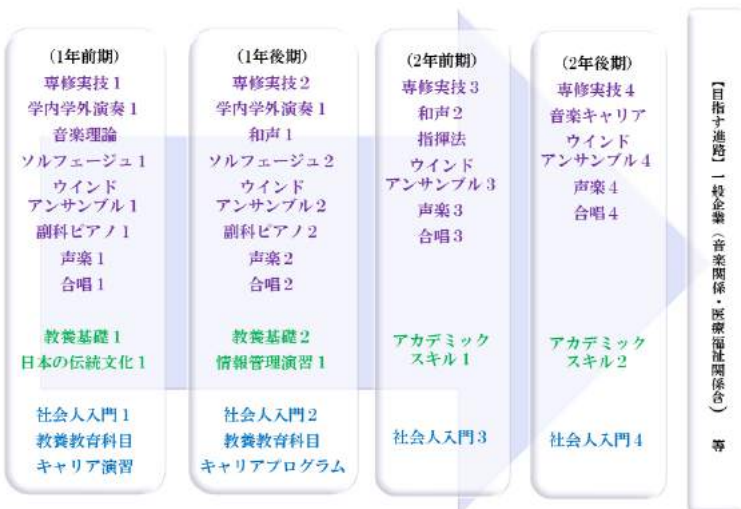 (1年前期)
専修実技1
学内学外演奏1
音楽理論
ソルフェージュ1
ウインド
アンサンブル1
副科ピアノ1
声楽1
合唱1
教養基礎1
日本の伝統文化1
社会人入門1
教養教育科目
キャリア演習
(1年後期)
専修実技2
学内学外演奏1
和声1
ソルフェージュ2
ウインド
アンサンブル2
副科ピアノ2
声楽2
合唱2
教養基礎2
情報管理演習1
社会人入門2
教養教育科目
キャリアプログラム
(2年前期)
専修実技3
和声2
指揮法
ウインド
アンサンブル3
声楽3
合唱3
アカデミック
スキル1
社会人入門3
(2年後期)
専修実技4
音楽キャリア
ウインド
アンサンブル4
声楽4
合唱4
アカデミック
スキル2
社会人入門4
【目指す進路】一般企業(音楽関係・医療福祉関係含) 等